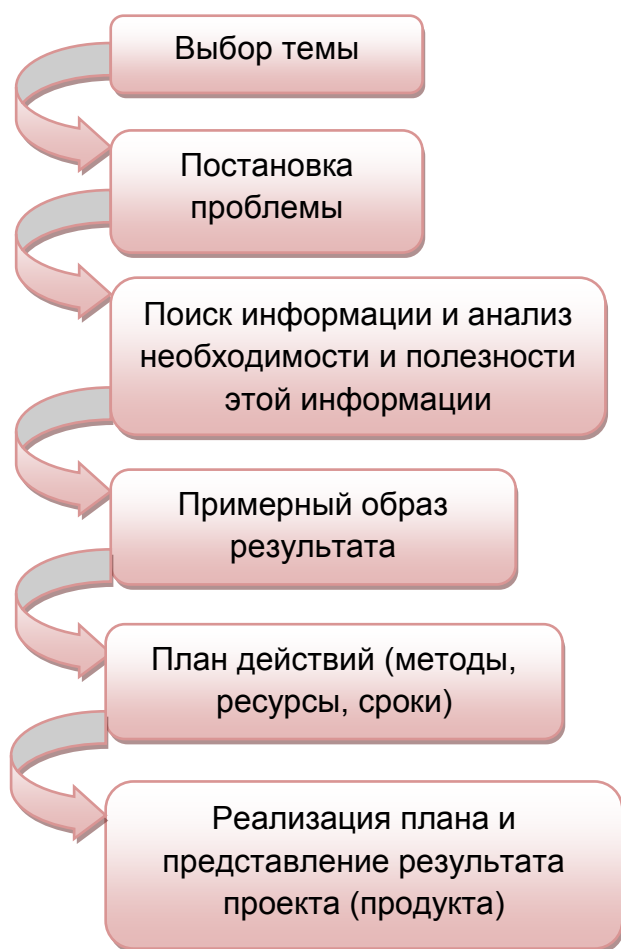 Выбор темы
Постановка
проблемы
Поиск информации и анализ
необходимости и полезности
этой информации
Примерный образ
результата
План действий (методы,
ресурсы, сроки)
Реализация плана и
представление результата
проекта (продукта)